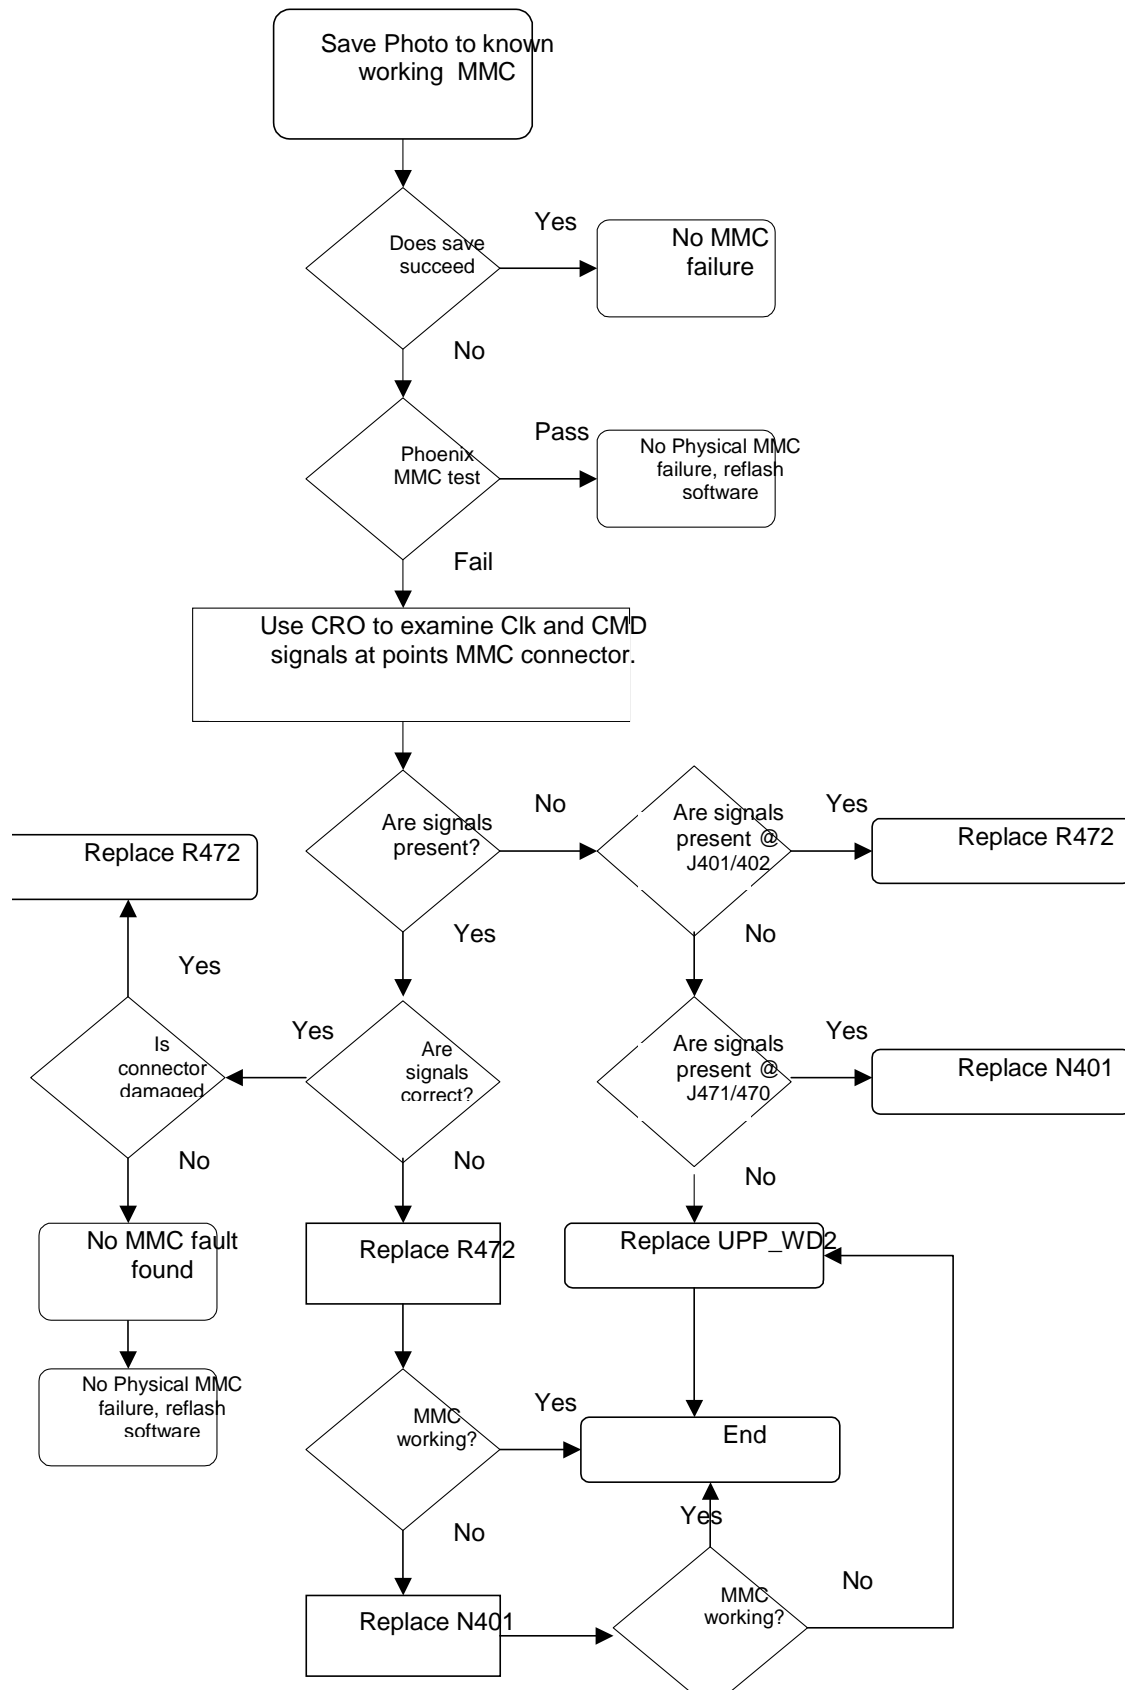 Save Photo to known
working MMC
Does save
succeed
Yes
No MMC
failure
No
Phoenix
MMC test
Pass
No Physical MMC
failure, reflash
software
Fail
Use CRO to examine Clk and CMD
signals at points MMC connector.
Are signals
present?
No
Are signals
present @
J401/402
Yes
Replace R472
Replace R472
Yes
No
Yes
Is
connector
damaged
Yes
Are
signals
correct?
Are signals
present @
J471/470
Yes
Replace N401
No
No
No
No MMC fault
found
Replace R472
Replace UPP_WD2
No Physical MMC
failure, reflash
software
MMC
working?
Yes
End
No
Yes
Replace N401
MMC
working?
No